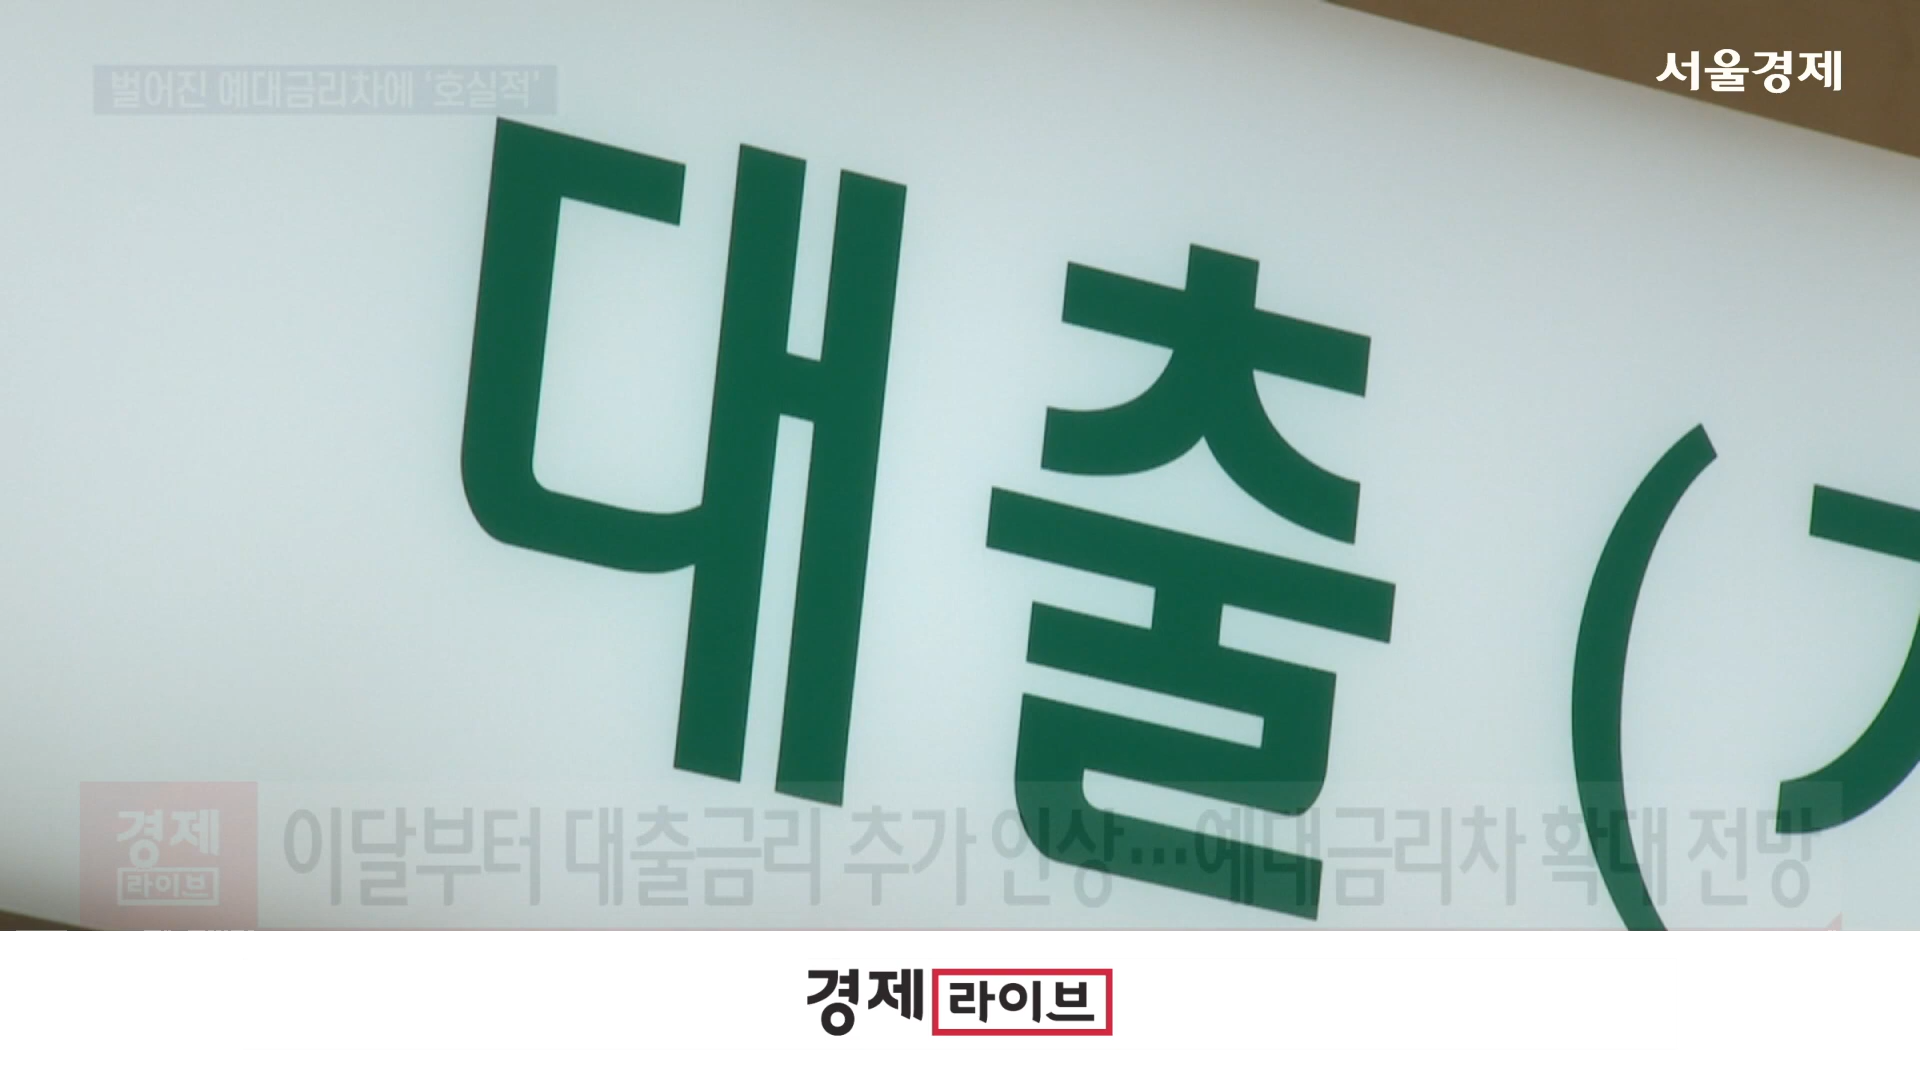 벌어진 예대금리차에 '호실적'
서울경제
대출(
경제
라이브
이달부터 대출금리 추가 인상…예대금리차 확대 전망
경제 라이브